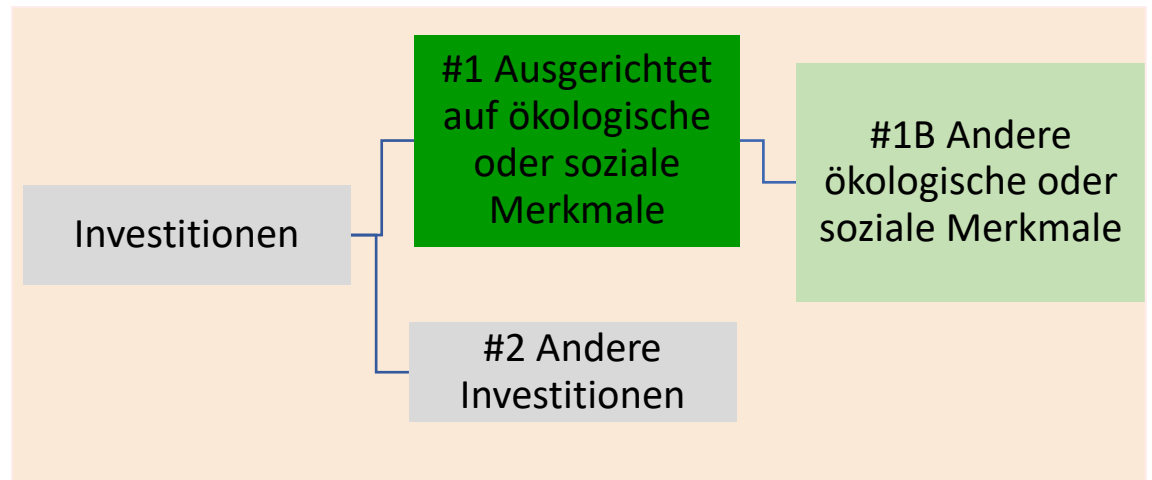 Investitionen
#1 Ausgerichtet
auf ökologische
oder soziale
Merkmale
#1B Andere
ökologische oder
soziale Merkmale
#2 Andere
Investitionen